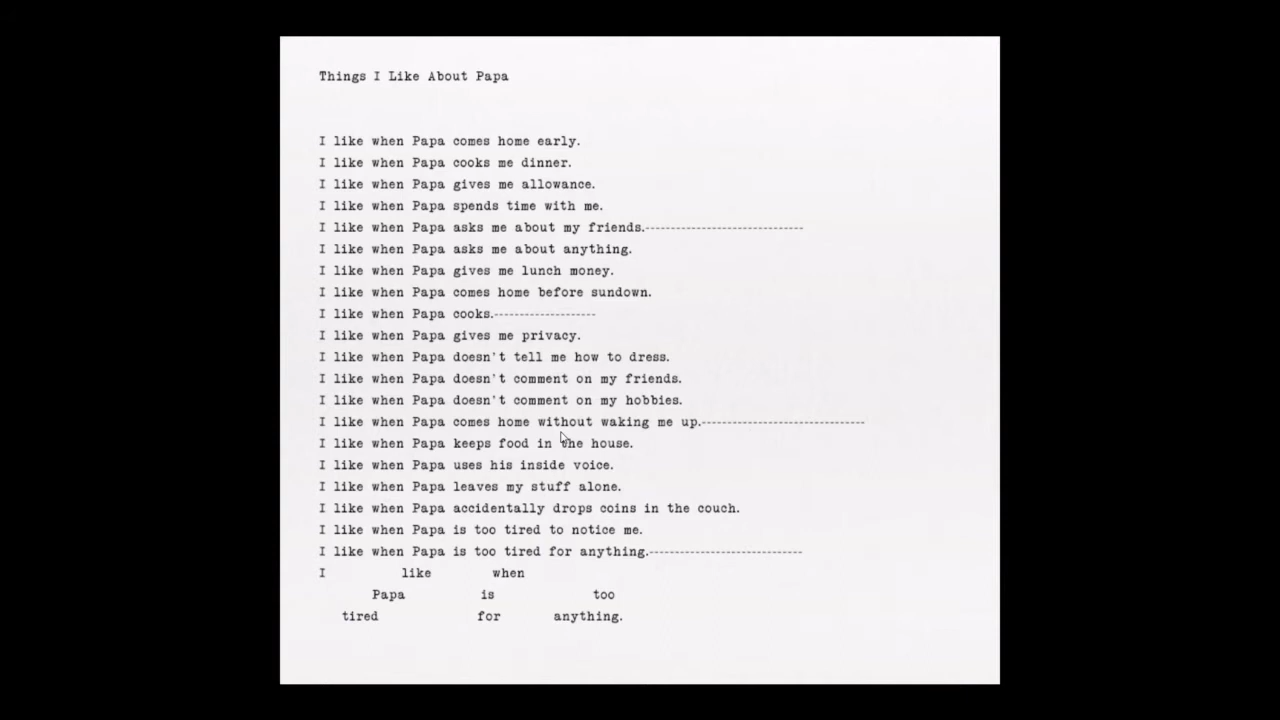 Things I Like About Papa
I like when Papa comes home early.
I like when Papa cooks me dinner.
I like when Papa gives me allowance.
I like when Papa spends time with me.
I like when Papa asks me about my friends.-----------------------------
I like when Papa asks me about anything.
I like when Papa gives me lunch money.
I like when Papa comes home before sundown.
I like when Papa cooks.-------------------
I like when Papa gives me privacy.
I like when Papa doesn't tell me how to dress.
I like when Papa doesn't comment on my friends.
I like when Papa doesn't comment on my hobbies.
I like when Papa comes home without waking me up.------------------------------
I like when Papa keeps food in the house.
I like when Papa uses his inside voice.
I like when Papa leaves my stuff alone.
I like when Papa accidentally drops coins in the couch.
I like when Papa is too tired to notice me.
I like when Papa is too tired for anything.----------------------------
I like when
Papa is too
tired for anything.